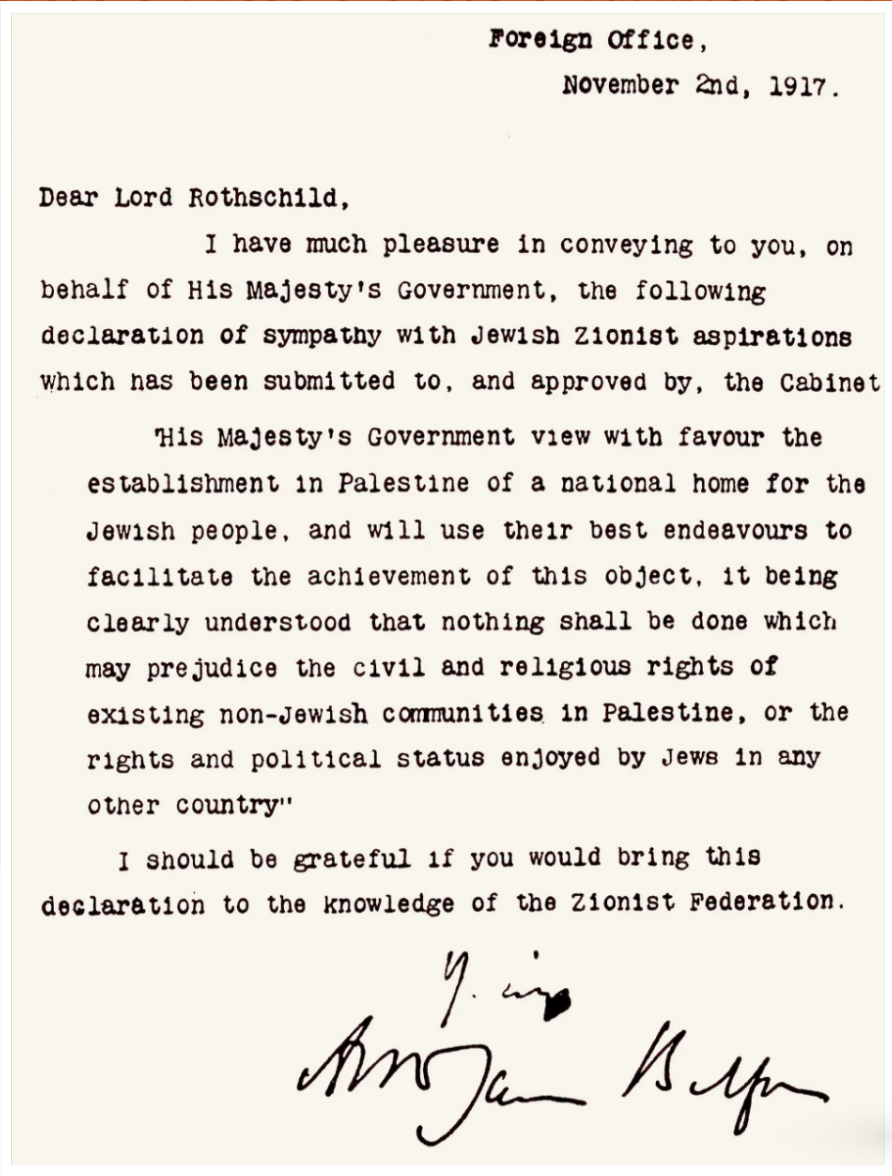 Foreign Office,
November 2nd, 1917.
Dear Lord Rothschild,
I have much pleasure in conveying to you, on
behalf of His Majesty's Government, the following
declaration of sympathy with Jewish Zionist aspirations
which has been submitted to, and approved by, the Cabinet
"His Majesty's Government view with favour the
establishment in Palestine of a national home for the
Jewish people, and will use their best endeavours to
facilitate the achievement of this object, it being
clearly understood that nothing shall be done which
may prejudice the civil and religious rights of
existing non-Jewish communities in Palestine, or the
rights and political status enjoyed by Jews in any
other country"
I should be grateful if you would bring this
declaration to the knowledge of the Zionist Federation.
Arthur James Balfour